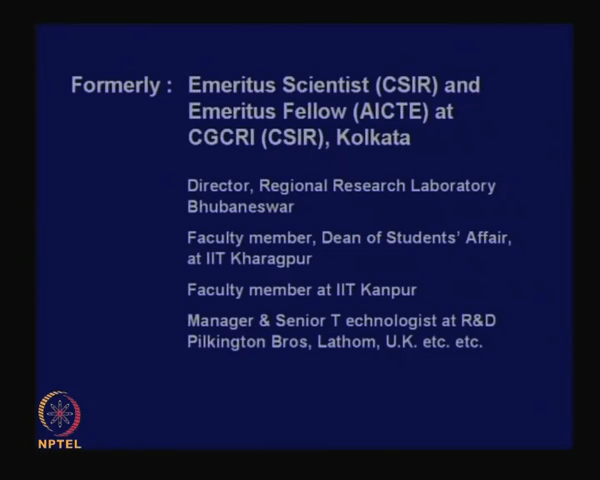 Formerly : Emeritus Scientist (CSIR) and
Emeritus Fellow (AICTE) at
CGCRI (CSIR), Kolkata
Director, Regional Research Laboratory
Bhubaneswar
Faculty member, Dean of Students' Affair,
at IIT Kharagpur
Faculty member at IIT Kanpur
Manager & Senior T echnologist at R&D
Pilkington Bros, Lathom, U.K. etc. etc.
NPTEL